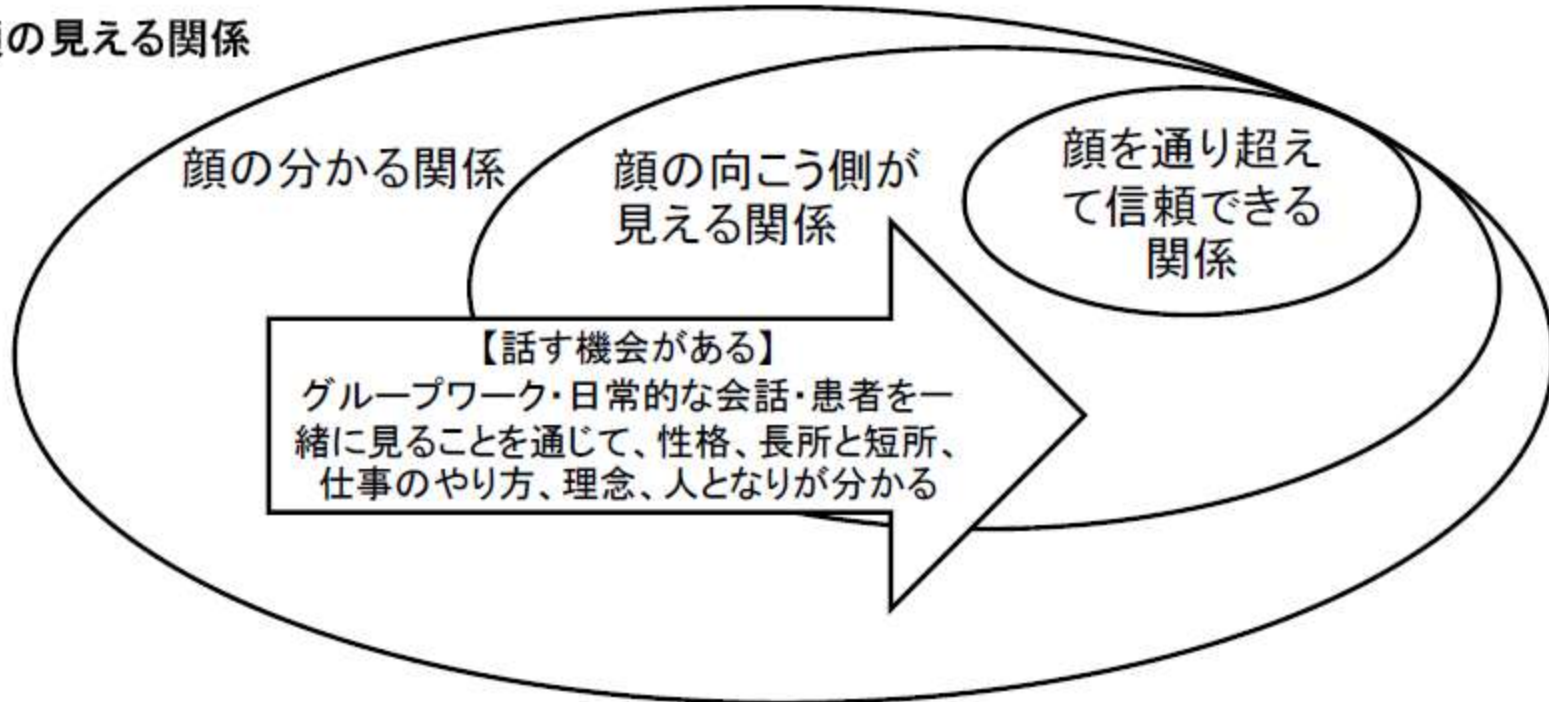 の見える関係
顔の分かる関係
顔の向こう側が
見える関係
顔を通り超え
て信頼できる
関係
【話す機会がある】
グループワーク・日常的な会話・患者を一
緒に見ることを通じて、性格、長所と短所、
仕事のやり方、理念、人となりが分かる